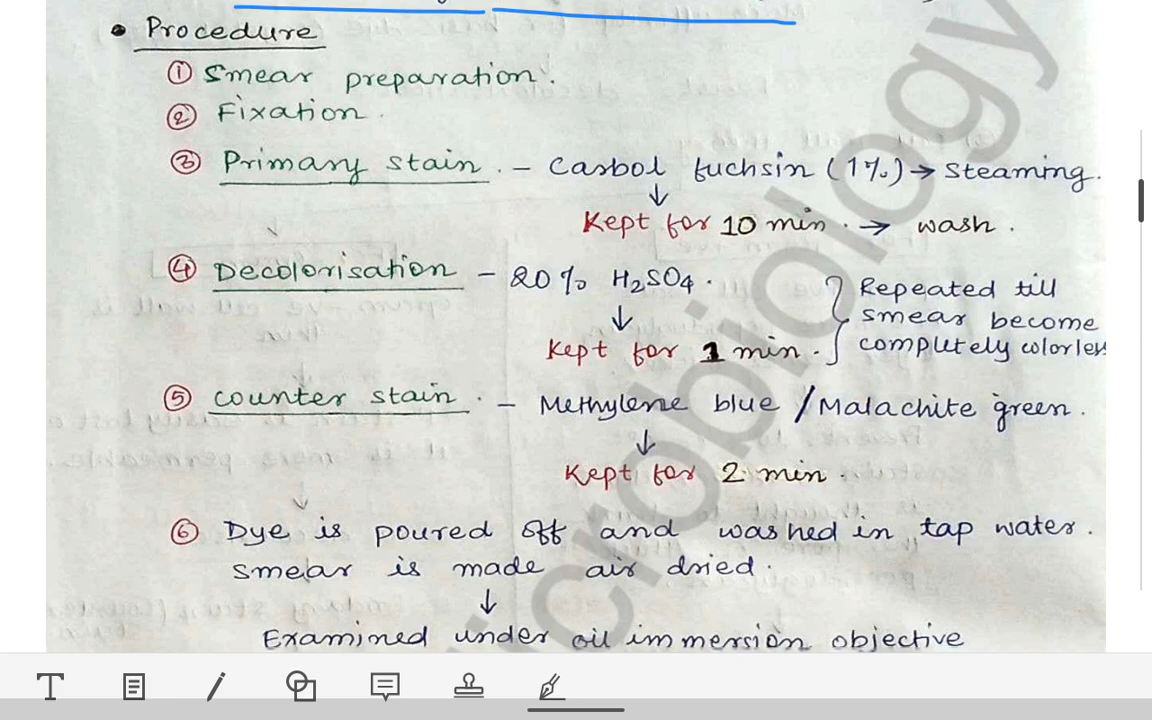 • Procedure
① Smear preparation.
② Fixation.
③ Primary stain. – Carbol fuchsin (1%) → Steaming.
↓
Kept for 10 min. → wash.
④ Decolorisation – 20% H₂SO₄.
↓
Kept for 1 min.
Repeated till
smear become
completely colorles
⑤ counter stain. – Methylene blue / Malachite green.
↓
Kept for 2 min.
⑥ Dye is poured off and washed in tap water.
smear is made air dried.
↓
Examined under oil immersion objective
crobiology
T